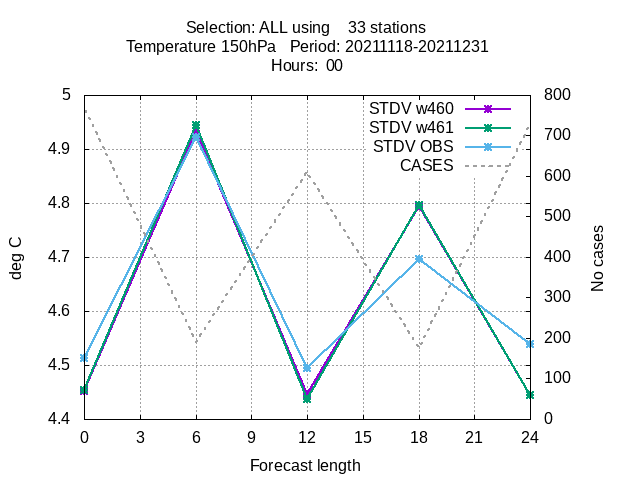 Selection: ALL using    33 stations
Temperature 150hPa   Period: 20211118-20211231
Hours:  00
5
4.9
4.8
4.7
4.6
4.5
4.4
deg C
STDV w460
STDV w461
STDV OBS
CASES
800
700
600
500
400
300
200
100
0
No cases
0 3 6 9 12 15 18 21 24
Forecast length